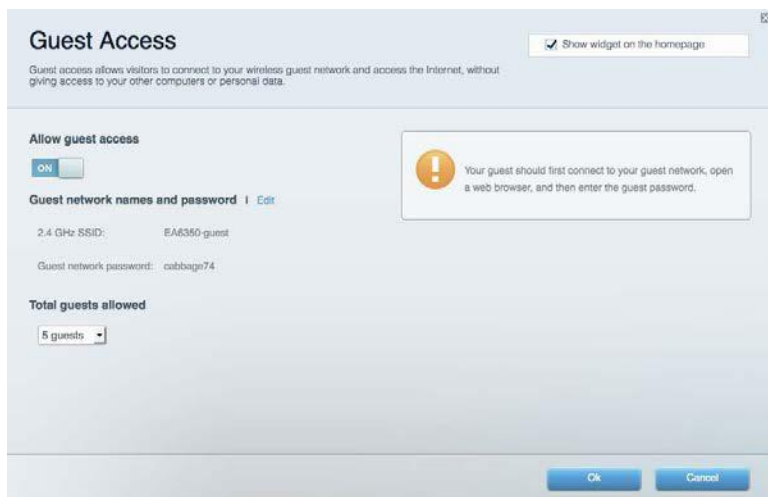 Guest Access
Show widget on the homepage
Guest access allows visitors to connect to your wireless guest network and access the Internet, without
giving access to your other computers or personal data.
Allow guest access
ON
Your guest should first connect to your guest network, open
a web browser, and then enter the guest password.
Guest network names and password | Edit
2.4 GHz SSID: EA6350-guest
Guest network password: cabbage74
Total guests allowed
5 guests
Ok Cancel